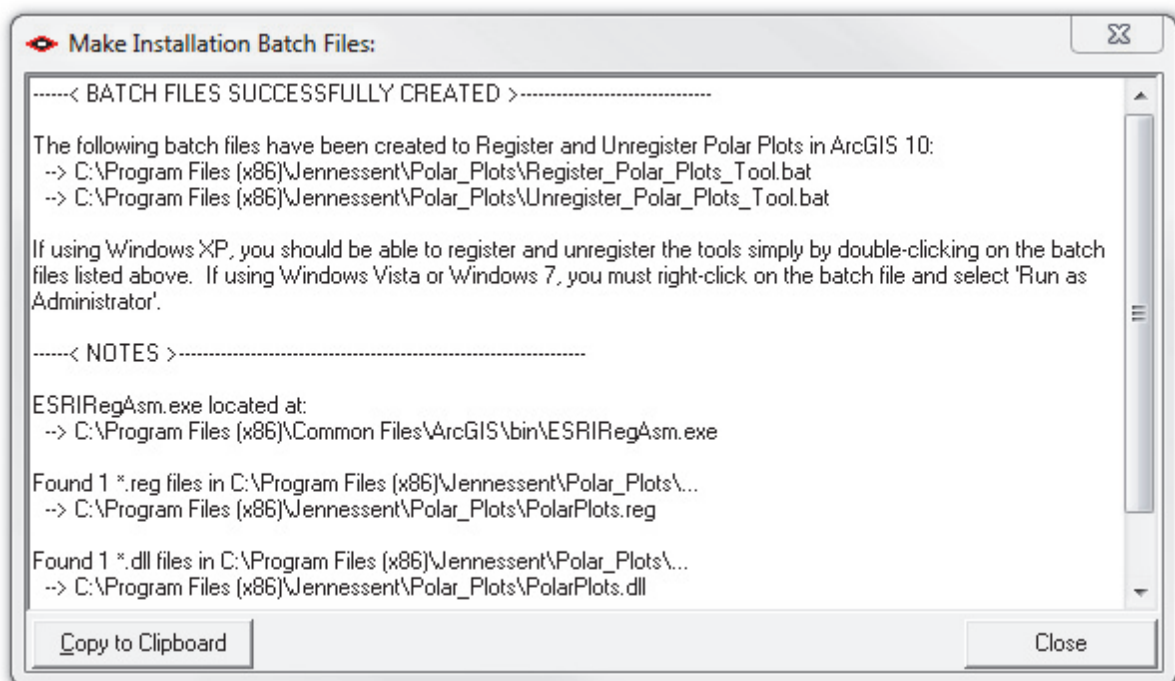 Make Installation Batch Files:
------< BATCH FILES SUCCESSFULLY CREATED >--------------------------------
The following batch files have been created to Register and Unregister Polar Plots in ArcGIS 10:
--> C:\Program Files (x86)\Jennessent\Polar_Plots\Register_Polar_Plots_Tool.bat
--> C:\Program Files (x86)\Jennessent\Polar_Plots\Unregister_Polar_Plots_Tool.bat
If using Windows XP, you should be able to register and unregister the tools simply by double-clicking on the batch
files listed above.  If using Windows Vista or Windows 7, you must right-click on the batch file and select 'Run as
Administrator'.
------< NOTES >--------------------------------------------------------------------
ESRIRegAsm.exe located at:
--> C:\Program Files (x86)\Common Files\ArcGIS\bin\ESRIRegAsm.exe
Found 1 *.reg files in C:\Program Files (x86)\Jennessent\Polar_Plots\...
--> C:\Program Files (x86)\Jennessent\Polar_Plots\PolarPlots.reg
Found 1 *.dll files in C:\Program Files (x86)\Jennessent\Polar_Plots\...
--> C:\Program Files (x86)\Jennessent\Polar_Plots\PolarPlots.dll
Copy to Clipboard
Close